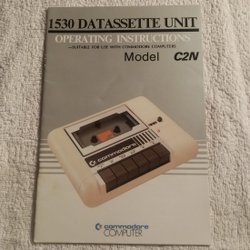 1530 DATASSETTE UNIT
OPERATING INSTRUCTIONS
—SUITABLE FOR USE WITH COMMODORE COMPUTERS
Model C2N
commodore
commodore
COMPUTER